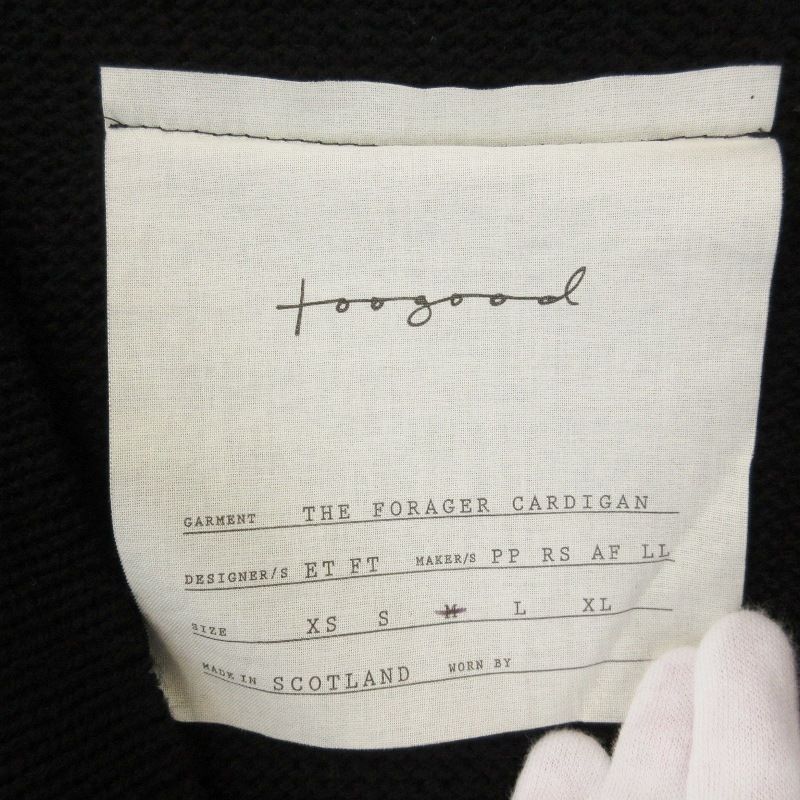 toogood
GARMENT THE FORAGER CARDIGAN
DESIGNER/S ET FT MAKER/S PP RS AF LL
SIZE XS S M L XL
MADE IN SCOTLAND WORN BY